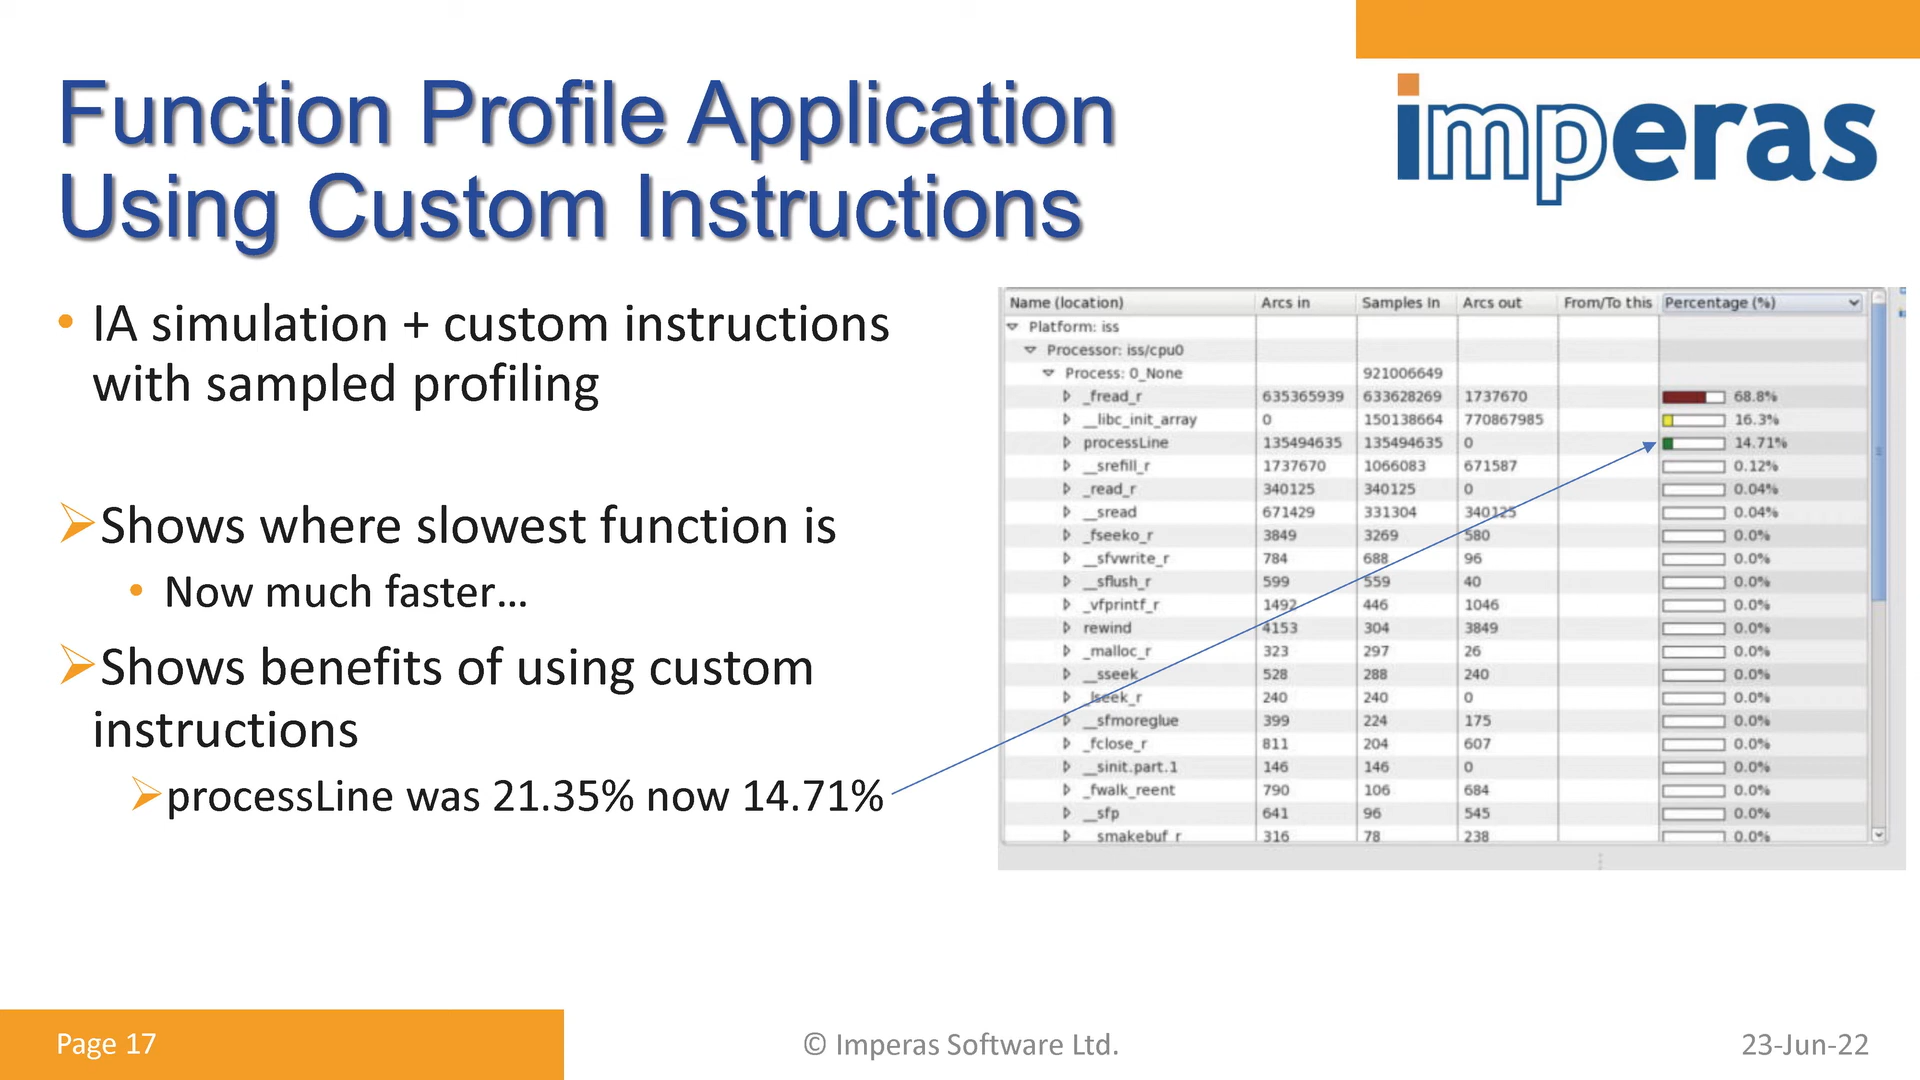 Function Profile Application
Using Custom Instructions
imperas
• IA simulation + custom instructions
with sampled profiling
➢Shows where slowest function is
• Now much faster...
➢Shows benefits of using custom
instructions
➢processLine was 21.35% now 14.71%
Name (location) Arcs in Samples In Arcs out From/To this Percentage (%)
Platform: iss
Processor: iss/cpu0
Process: 0_None 921006649
_fread_r 635365939 633628269 1737670 68.8%
__libc_init_array 0 150138664 770867985 16.3%
processLine 135494635 135494635 0 14.71%
__srefill_r 1737670 1066083 671587 0.12%
_read_r 340125 340125 0 0.04%
__sread 671429 331304 340125 0.04%
_fseeko_r 3849 3269 580 0.0%
__sfvwrite_r 784 688 96 0.0%
__sflush_r 599 559 40 0.0%
_vfprintf_r 1492 446 1046 0.0%
rewind 4153 304 3849 0.0%
_malloc_r 323 297 26 0.0%
__sseek 528 288 240 0.0%
_lseek_r 240 240 0 0.0%
__sfmoreglue 399 224 175 0.0%
_fclose_r 811 204 607 0.0%
__sinit.part.1 146 146 0 0.0%
_fwalk_reent 790 106 684 0.0%
__sfp 641 96 545 0.0%
__smakebuf_r 316 78 238 0.0%
Page 17
© Imperas Software Ltd.
23-Jun-22